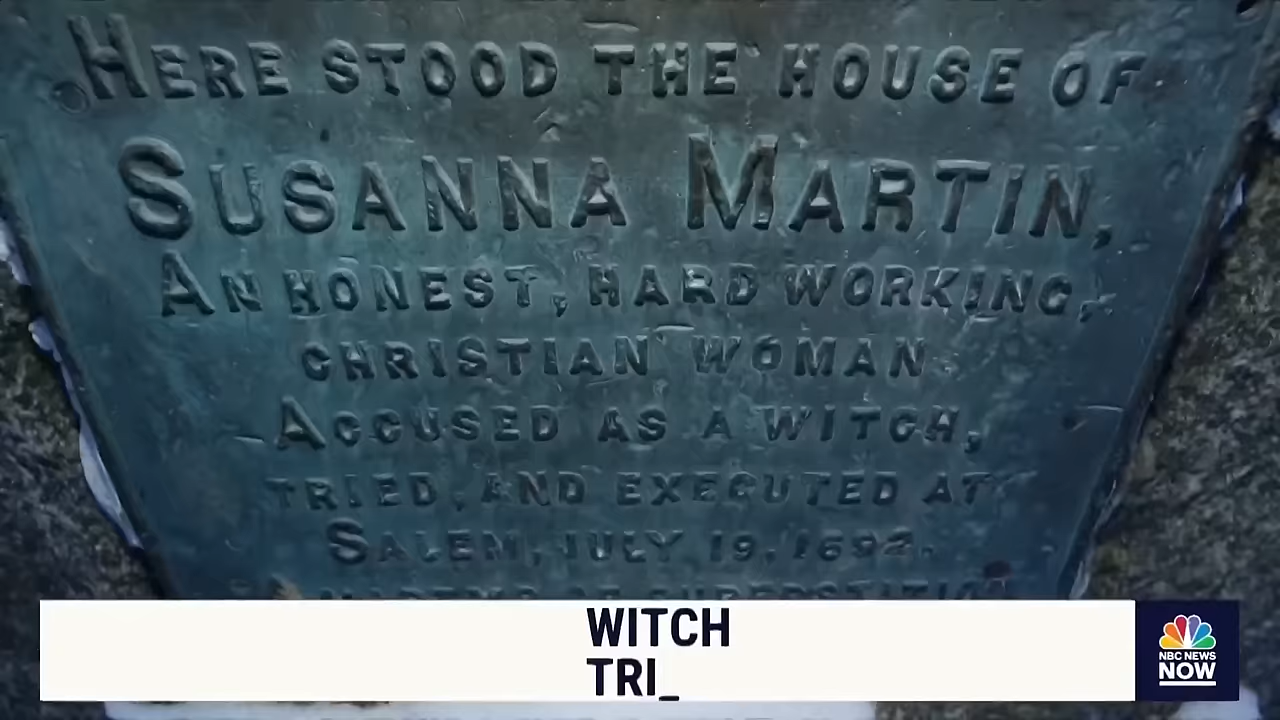 HERE STOOD THE HOUSE OF
SUSANNA MARTIN,
AN HONEST, HARD WORKING,
CHRISTIAN WOMAN
ACCUSED AS A WITCH,
TRIED, AND EXECUTED AT
SALEM, JULY 19, 1692.
WITCH
TRI_
NBC NEWS
NOW